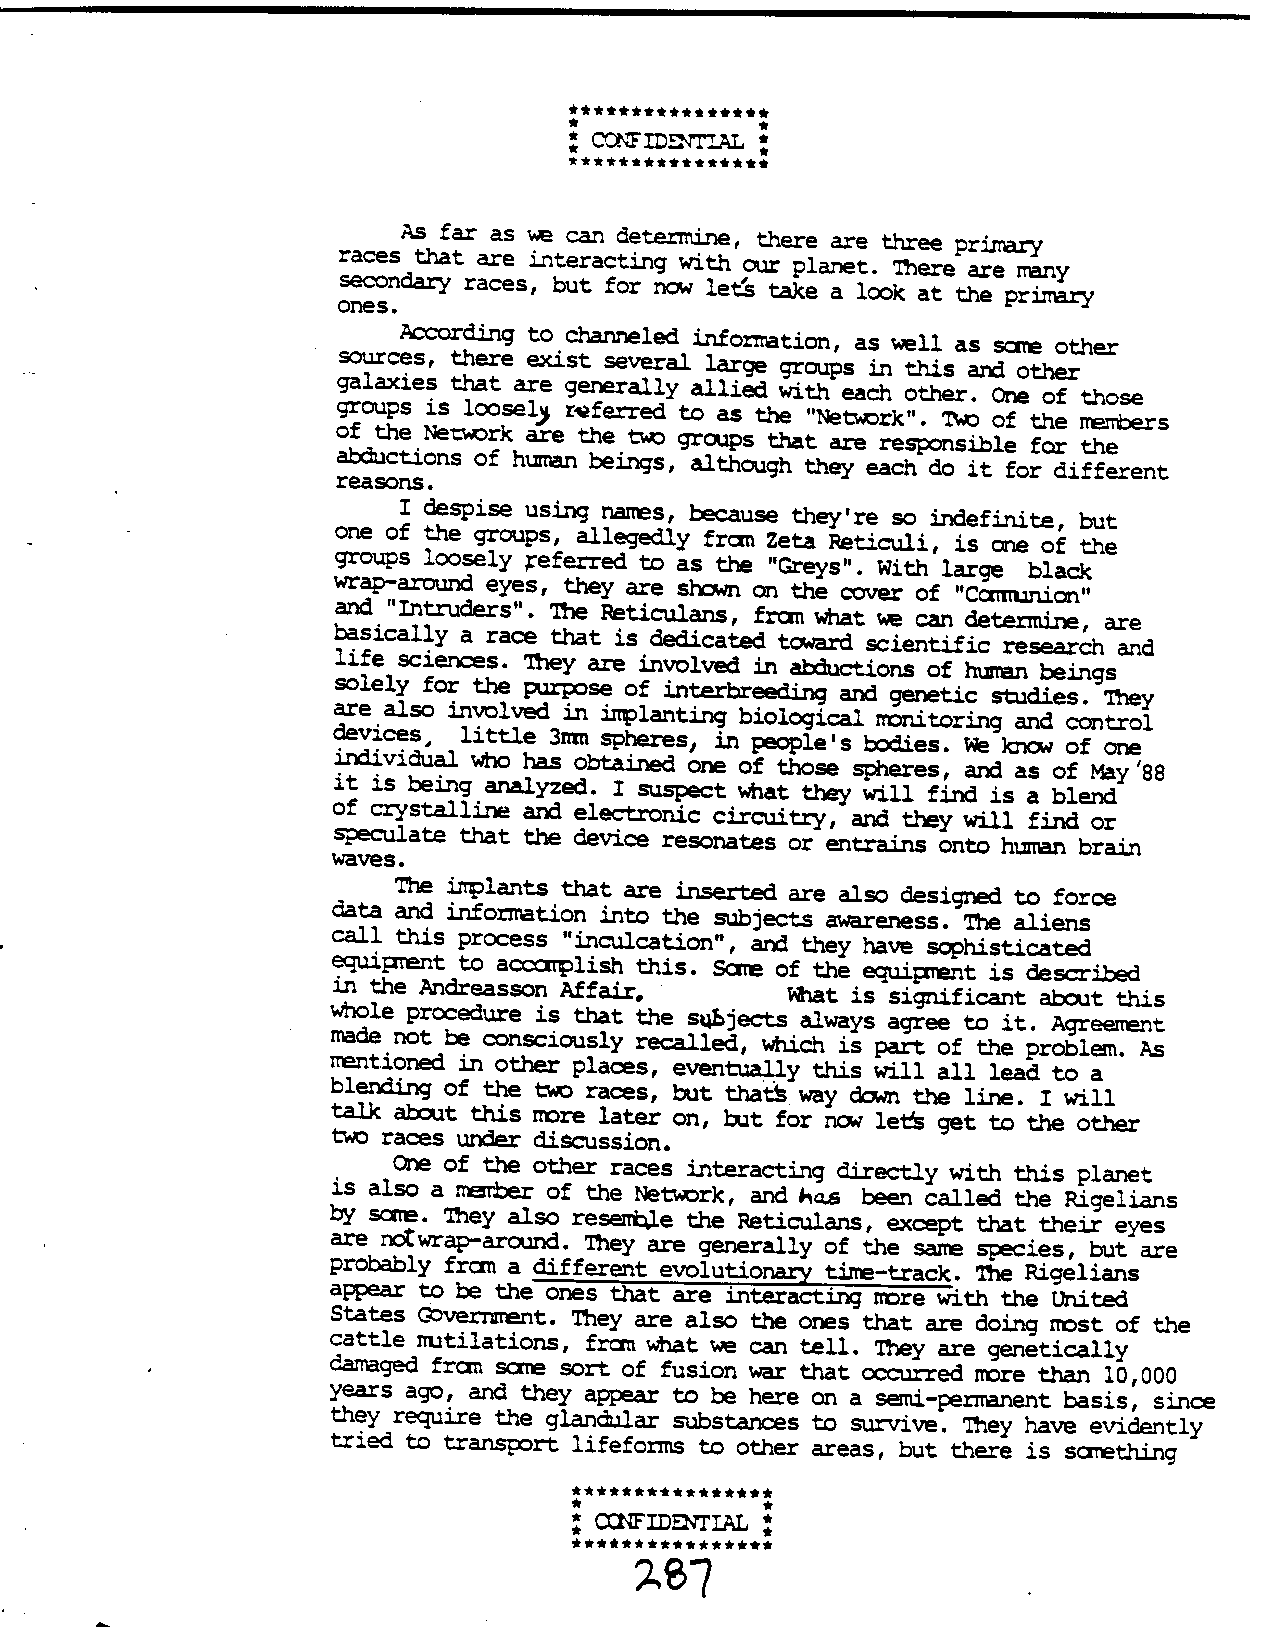 ****************
* *
* CONFIDENTIAL *
* *
****************
As far as we can determine, there are three primary
races that are interacting with our planet. There are many
secondary races, but for now let's take a look at the primary
ones.
According to channeled information, as well as some other
sources, there exist several large groups in this and other
galaxies that are generally allied with each other. One of those
groups is loosely referred to as the "Network". Two of the members
of the Network are the two groups that are responsible for the
abductions of human beings, although they each do it for different
reasons.
I despise using names, because they're so indefinite, but
one of the groups, allegedly from Zeta Reticuli, is one of the
groups loosely referred to as the "Greys". With large black
wrap-around eyes, they are shown on the cover of "Communion"
and "Intruders". The Reticulans, from what we can determine, are
basically a race that is dedicated toward scientific research and
life sciences. They are involved in abductions of human beings
solely for the purpose of interbreeding and genetic studies. They
are also involved in implanting biological monitoring and control
devices, little 3mm spheres, in people's bodies. We know of one
individual who has obtained one of those spheres, and as of May '88
it is being analyzed. I suspect what they will find is a blend
of crystalline and electronic circuitry, and they will find or
speculate that the device resonates or entrains onto human brain
waves.
The implants that are inserted are also designed to force
data and information into the subjects awareness. The aliens
call this process "inculcation", and they have sophisticated
equipment to accomplish this. Some of the equipment is described
in the Andreasson Affair. What is significant about this
whole procedure is that the subjects always agree to it. Agreement
made not be consciously recalled, which is part of the problem. As
mentioned in other places, eventually this will all lead to a
blending of the two races, but that's way down the line. I will
talk about this more later on, but for now let's get to the other
two races under discussion.
One of the other races interacting directly with this planet
is also a member of the Network, and has been called the Rigelians
by some. They also resemble the Reticulans, except that their eyes
are not wrap-around. They are generally of the same species, but are
probably from a different evolutionary time-track. The Rigelians
appear to be the ones that are interacting more with the United
States Government. They are also the ones that are doing most of the
cattle mutilations, from what we can tell. They are genetically
damaged from some sort of fusion war that occurred more than 10,000
years ago, and they appear to be here on a semi-permanent basis, since
they require the glandular substances to survive. They have evidently
tried to transport lifeforms to other areas, but there is something
****************
* *
* CONFIDENTIAL *
* *
****************
287